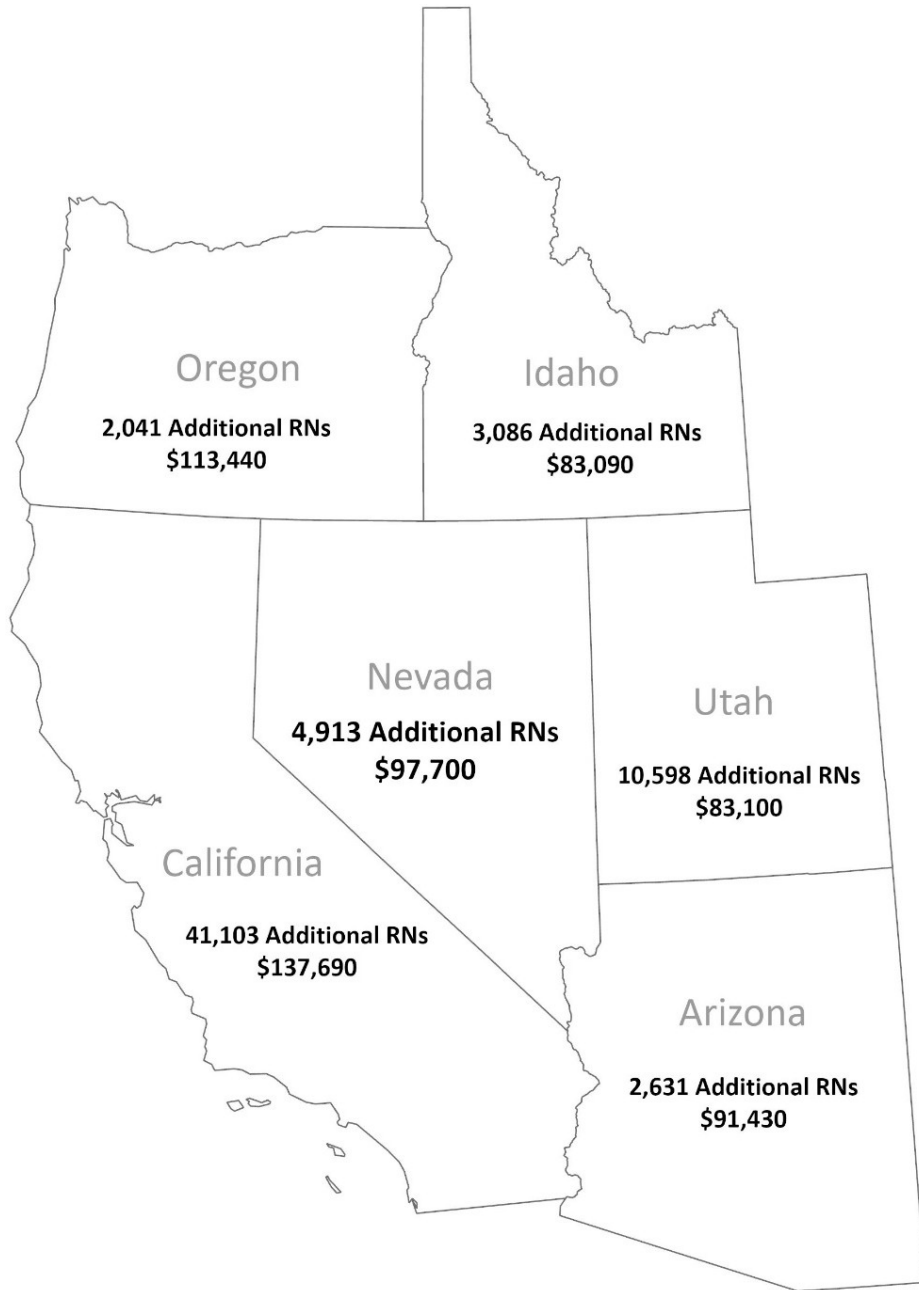 Oregon
2,041 Additional RNs
$113,440
Idaho
3,086 Additional RNs
$83,090
Nevada
4,913 Additional RNs
$97,700
Utah
10,598 Additional RNs
$83,100
California
41,103 Additional RNs
$137,690
Arizona
2,631 Additional RNs
$91,430